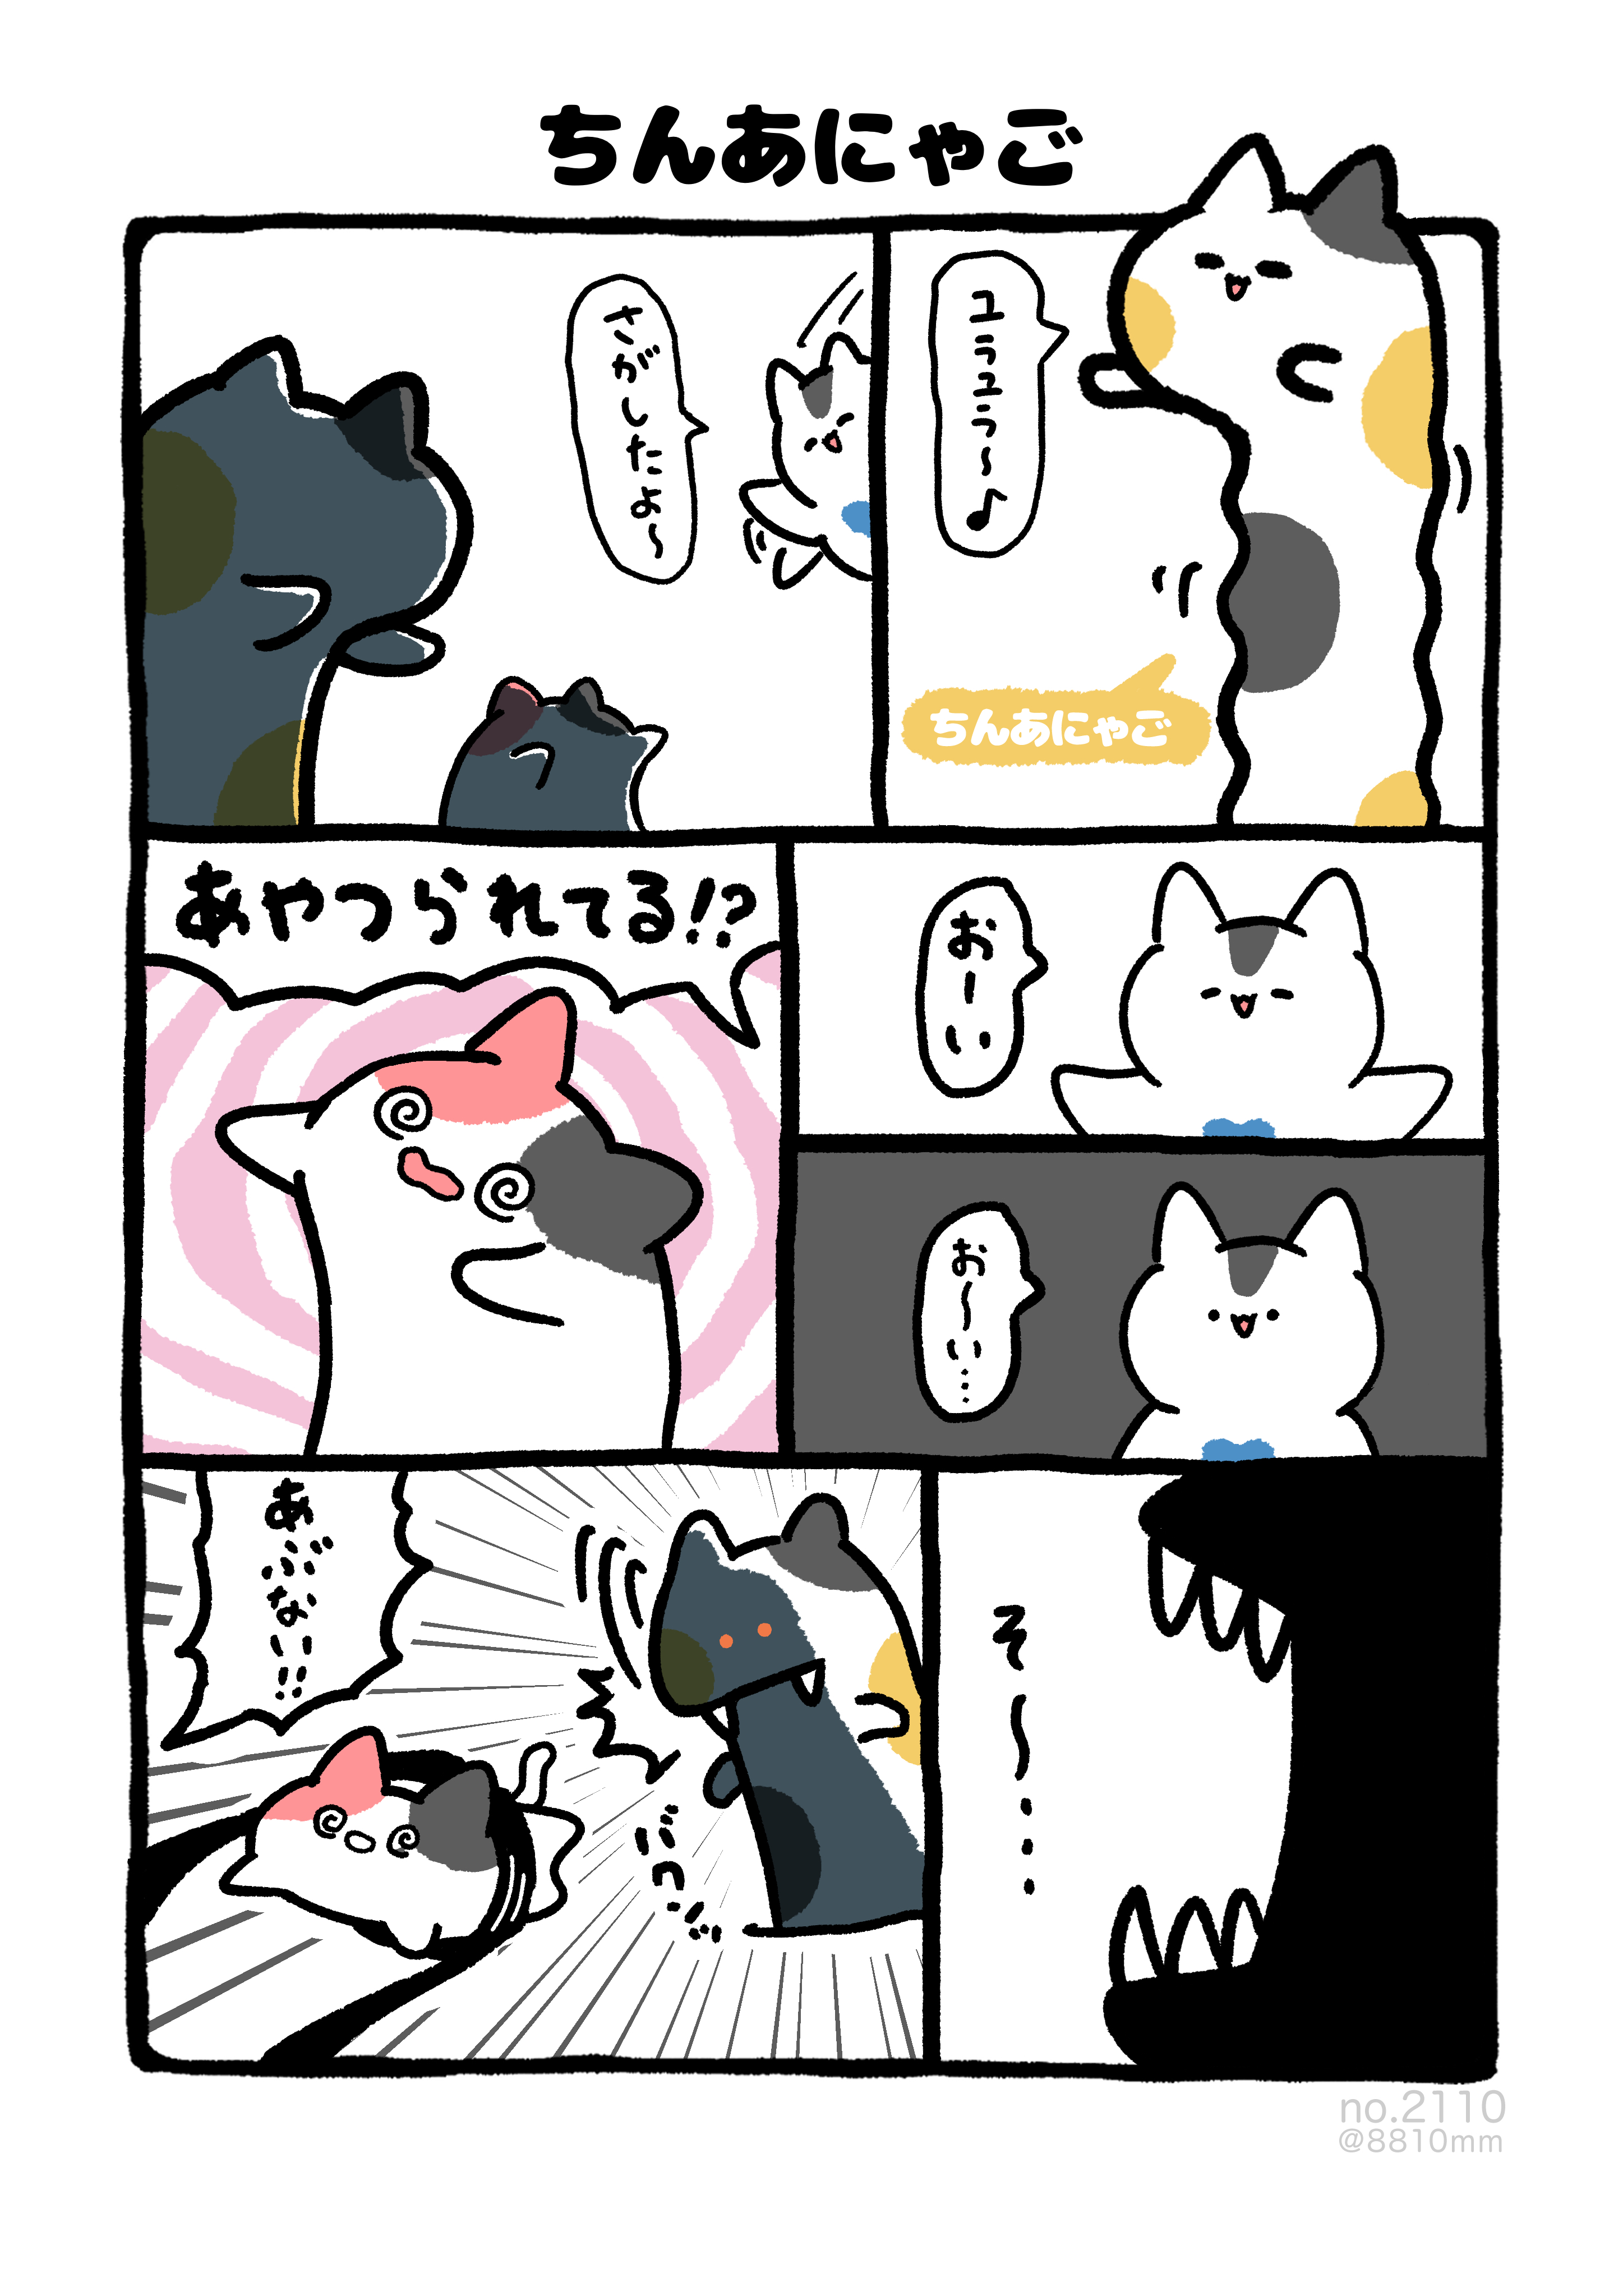 ちんあにゃご
ユラユラ～♪
ちんあにゃご
さがしたよ～
おーい
お～い…
あやつられてる!?
そ～……
バクッ
あぶない!!
no.2110
@8810mm